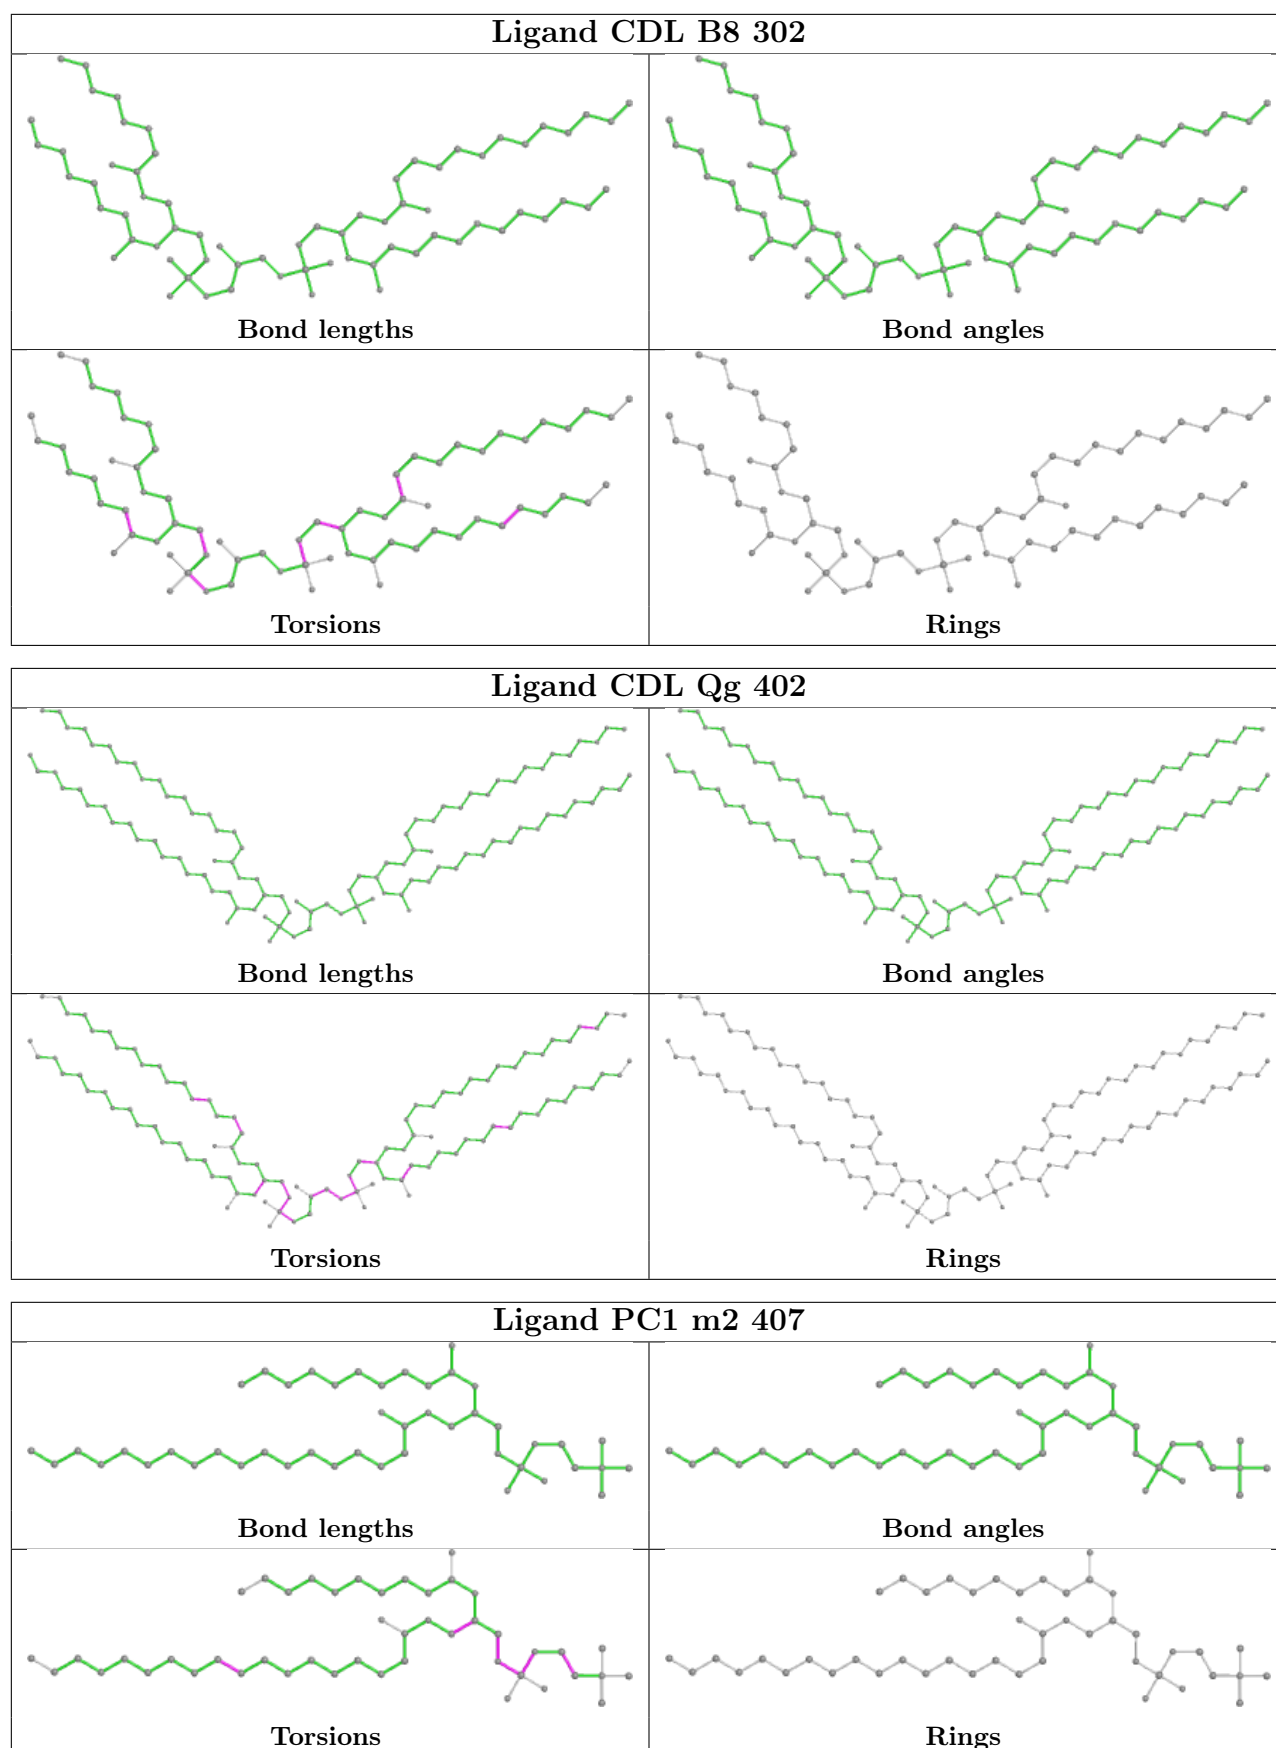 Ligand CDL B8 302
Bond lengths
Bond angles
Torsions
Rings
Ligand CDL Qg 402
Bond lengths
Bond angles
Torsions
Rings
Ligand PC1 m2 407
Bond lengths
Bond angles
Torsions
Rings